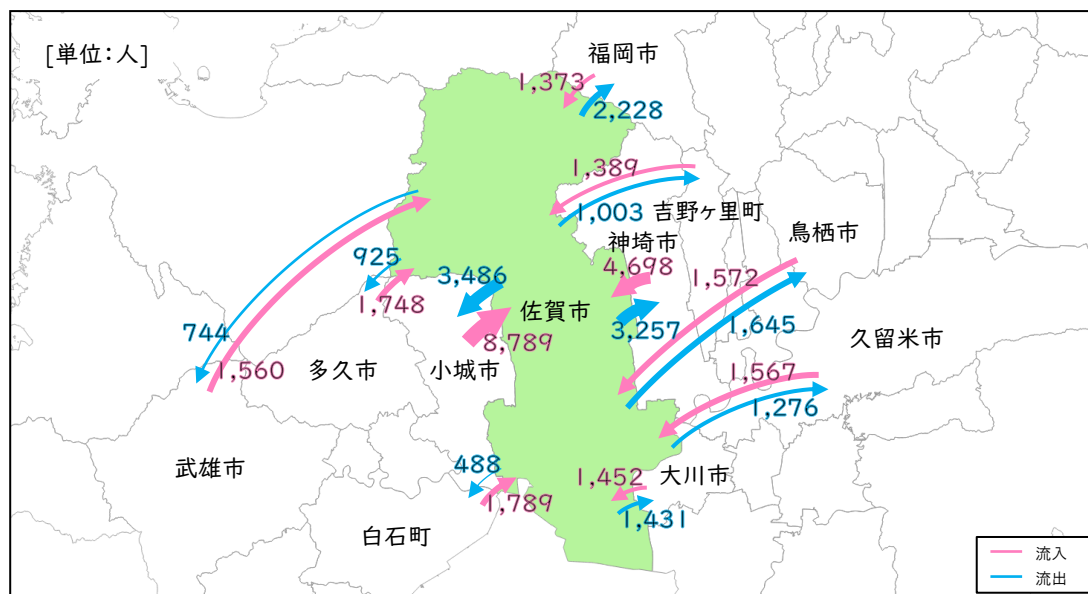 [単位:人]
福岡市
1,373
2,228
1,389
1,003
吉野ヶ里町
神埼市
鳥栖市
4,698
1,572
925
3,486
1,748
佐賀市
3,257
1,645
744
8,789
久留米市
1,560
多久市
小城市
1,567
1,276
武雄市
488
1,452
大川市
1,789
1,431
白石町
流入
流出